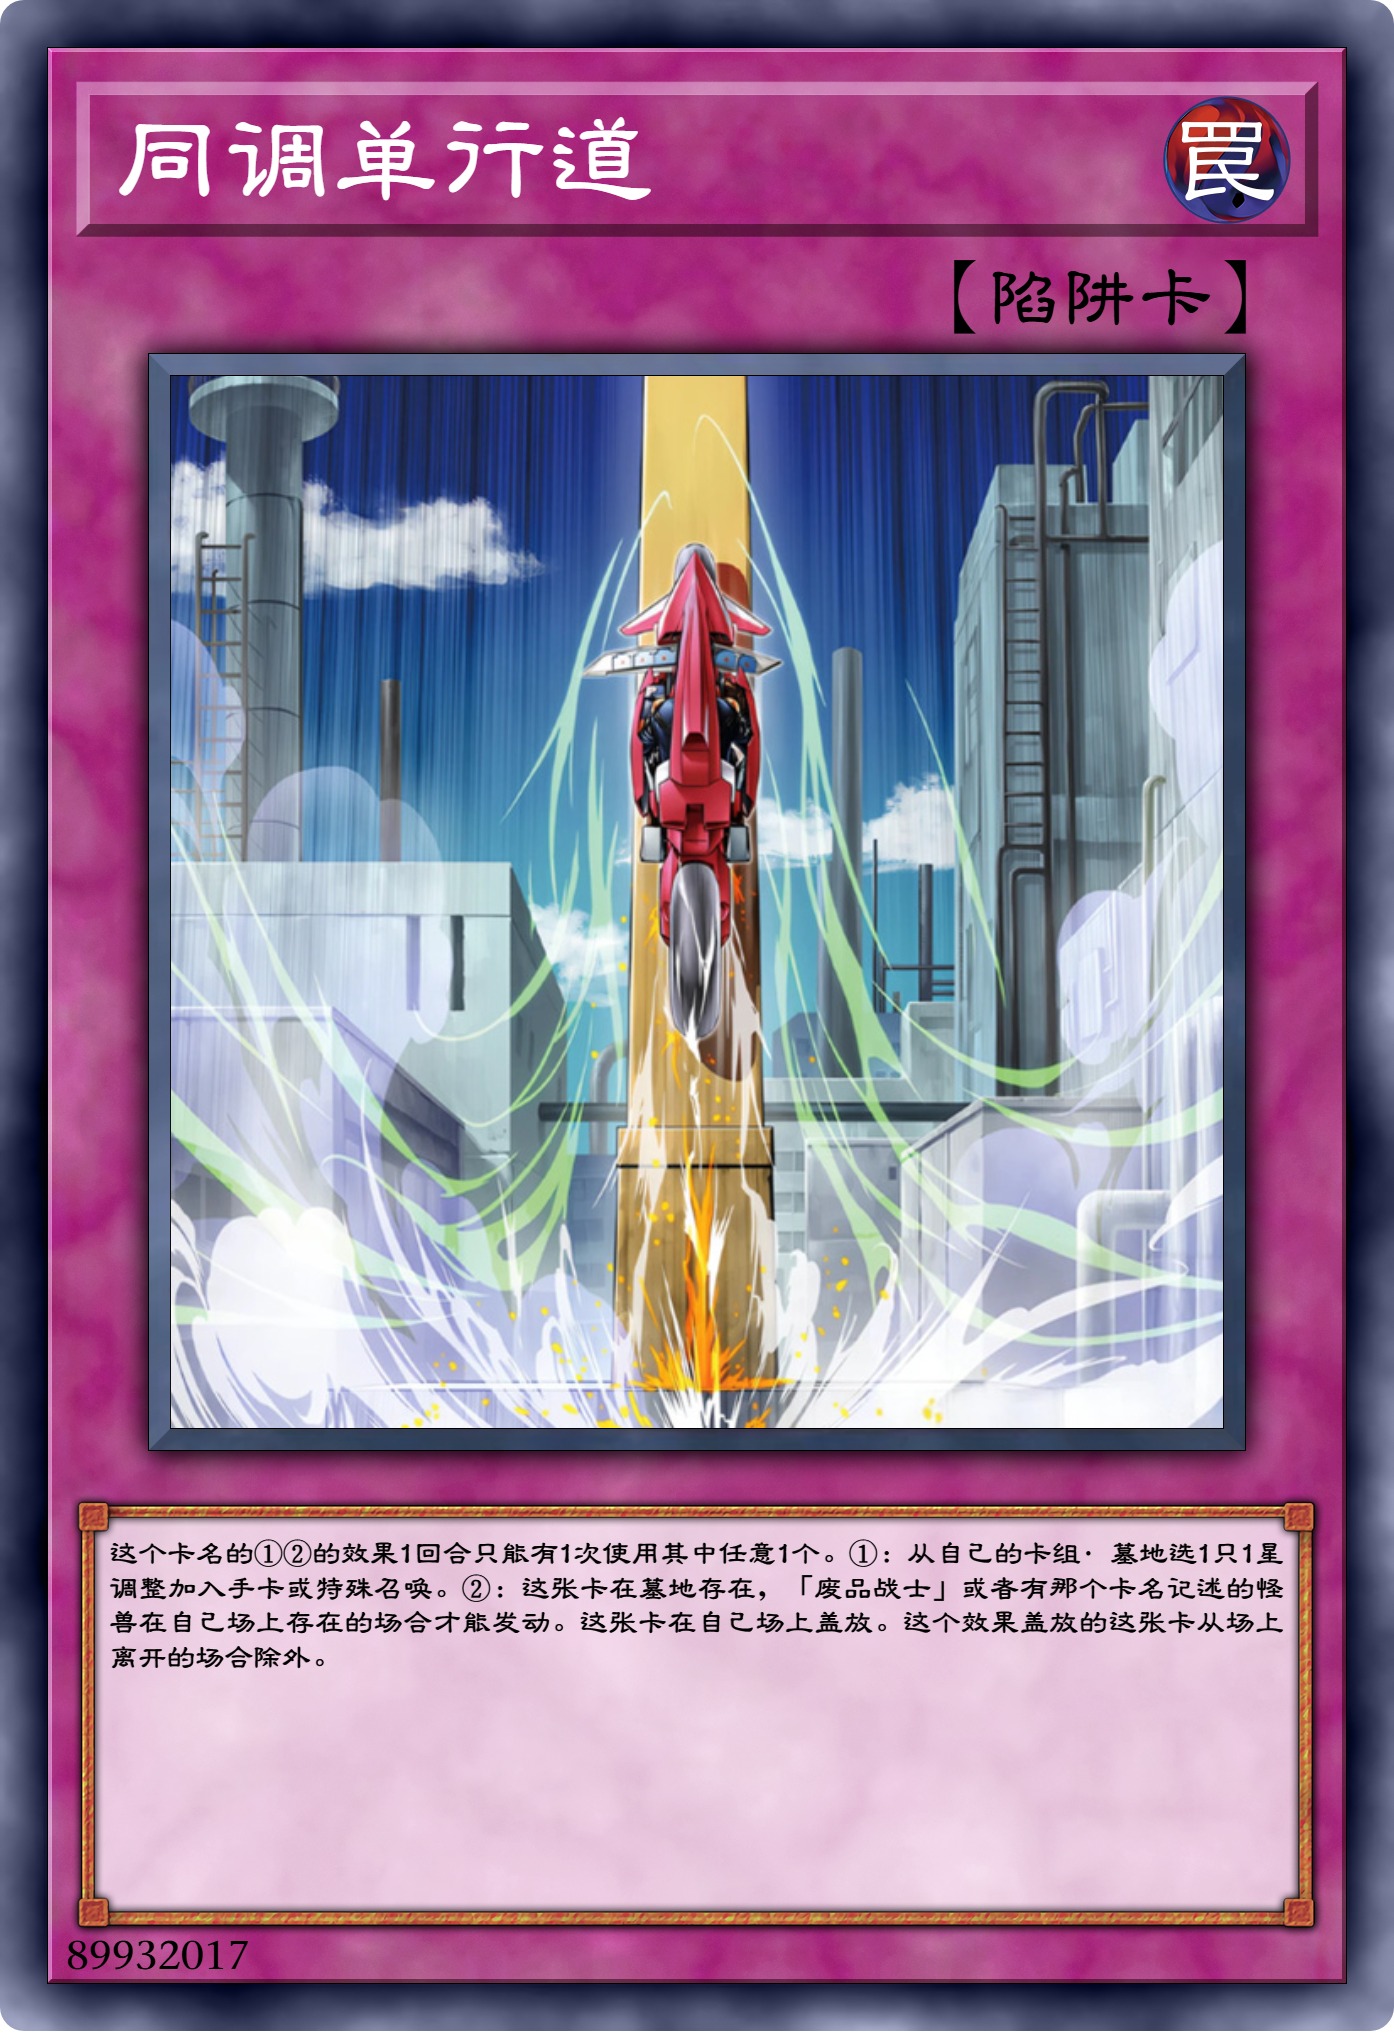 同调单行道
罠
【陷阱卡】
这个卡名的①②的效果1回合只能有1次使用其中任意1个。①：从自己的卡组·墓地选1只1星
调整加入手卡或特殊召唤。②：这张卡在墓地存在，「废品战士」或者有那个卡名记述的怪
兽在自己场上存在的场合才能发动。这张卡在自己场上盖放。这个效果盖放的这张卡从场上
离开的场合除外。
89932017